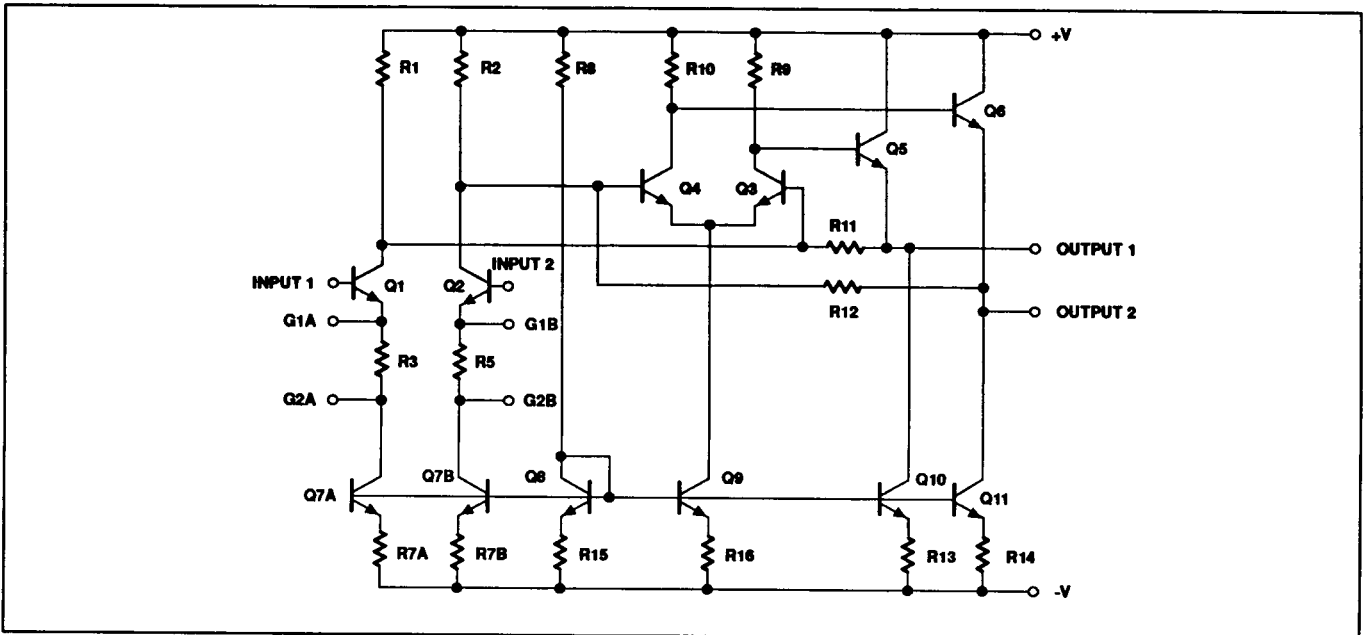 +V
R1 R2 R8 R10 R9
Q6
Q5
Q4 Q3
R11
OUTPUT 1
INPUT 1 Q1 Q2 INPUT 2
R12
OUTPUT 2
G1A G1B
R3 R5
G2A G2B
Q7A Q7B Q8 Q9 Q10 Q11
R7A R7B R15 R16 R13 R14
-V